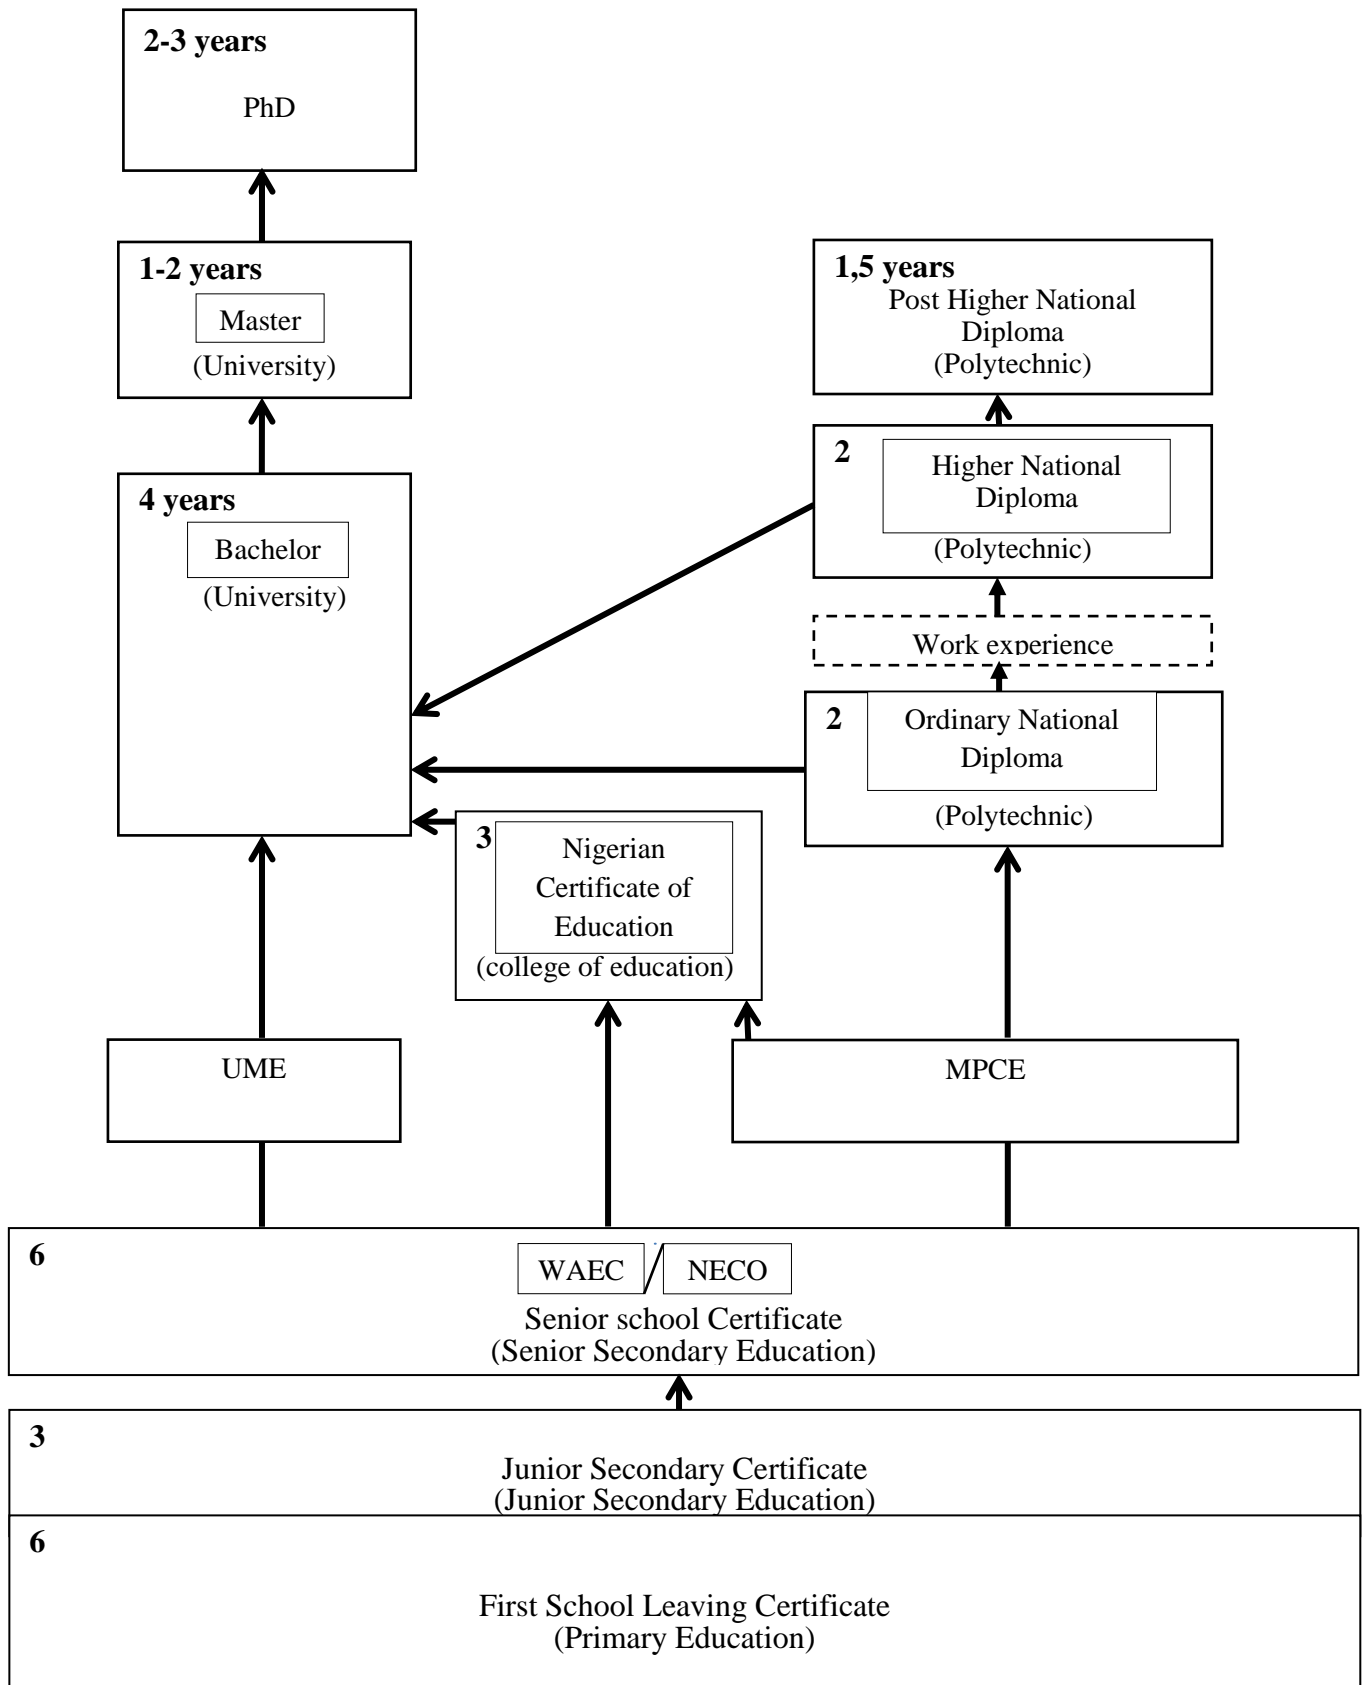 2-3 years
PhD
1-2 years
Master
(University)
1,5 years
Post Higher National
Diploma
(Polytechnic)
2
Higher National
Diploma
(Polytechnic)
4 years
Bachelor
(University)
Work experience
2
Ordinary National
Diploma
(Polytechnic)
3
Nigerian
Certificate of
Education
(college of education)
UME
MPCE
6
WAEC / NECO
Senior school Certificate
(Senior Secondary Education)
3
Junior Secondary Certificate
(Junior Secondary Education)
6
First School Leaving Certificate
(Primary Education)